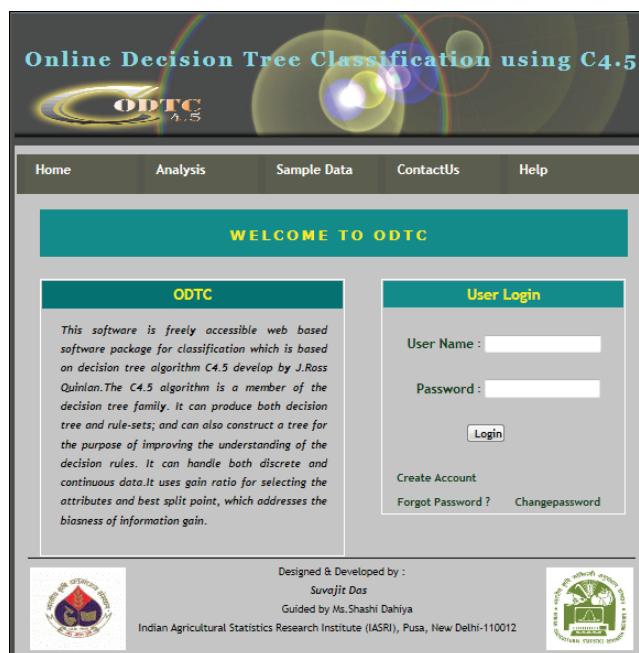 Online Decision Tree Classification using C4.5
ODTC
4.5
Home Analysis Sample Data ContactUs Help
WELCOME TO ODTC
ODTC
This software is freely accessible web based
software package for classification which is based
on decision tree algorithm C4.5 develop by J.Ross
Quinlan.The C4.5 algorithm is a member of the
decision tree family. It can produce both decision
tree and rule-sets; and can also construct a tree for
the purpose of improving the understanding of the
decision rules. It can handle both discrete and
continuous data.It uses gain ratio for selecting the
attributes and best split point, which addresses the
biasness of information gain.
User Login
User Name :
Password :
Login
Create Account
Forgot Password ? Changepassword
Designed & Developed by :
Suvajit Das
Guided by Ms.Shashi Dahiya
Indian Agricultural Statistics Research Institute (IASRI), Pusa, New Delhi-110012